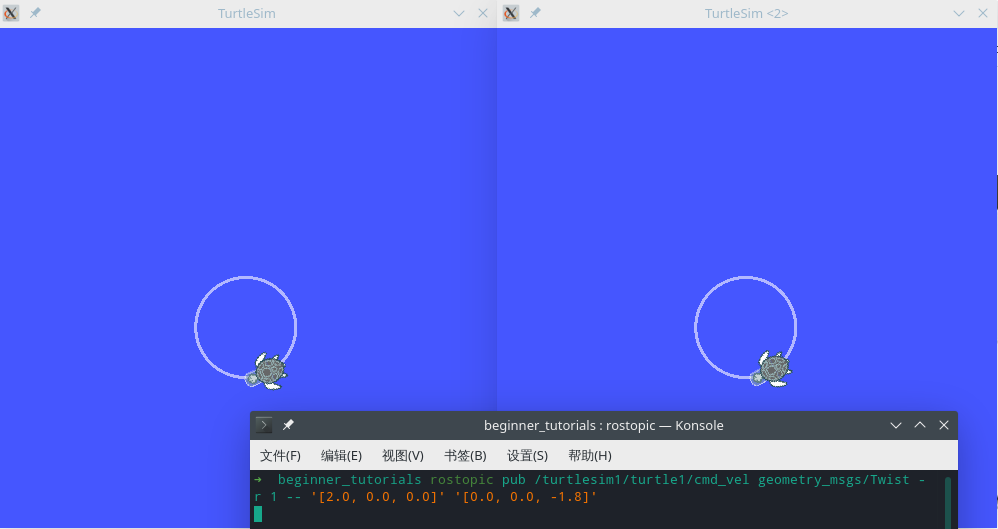 TurtleSim
TurtleSim <2>
beginner_tutorials : rostopic — Konsole
文件(F) 编辑(E) 视图(V) 书签(B) 设置(S) 帮助(H)
→ beginner_tutorials rostopic pub /turtlesim1/turtle1/cmd_vel geometry_msgs/Twist -
r 1 -- '[2.0, 0.0, 0.0]' '[0.0, 0.0, -1.8]'